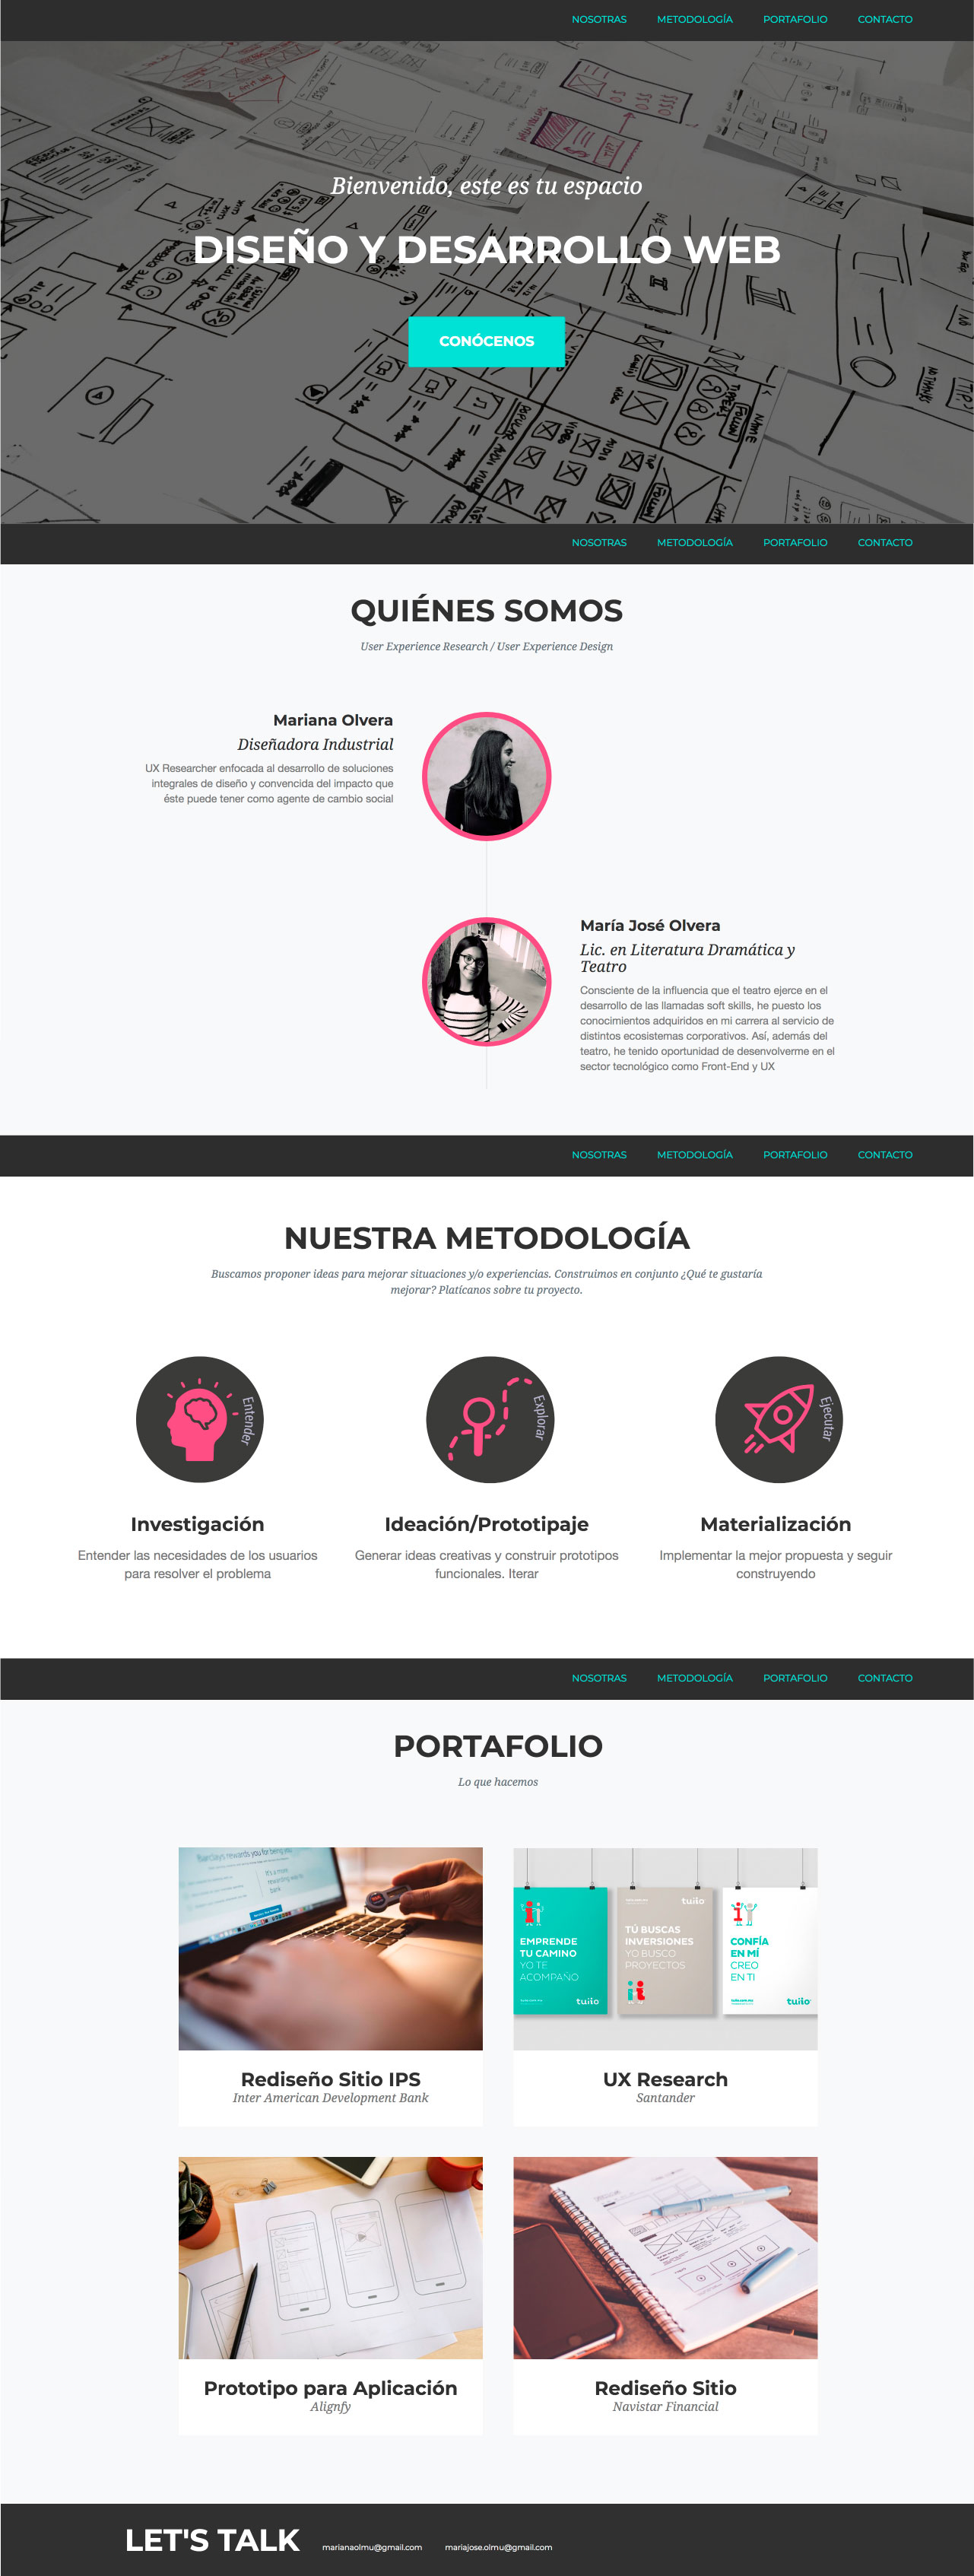 NOSOTRAS METODOLOGÍA PORTAFOLIO CONTACTO
Bienvenido, este es tu espacio
DISEÑO Y DESARROLLO WEB
CONÓCENOS
NOSOTRAS METODOLOGÍA PORTAFOLIO CONTACTO
QUIÉNES SOMOS
User Experience Research / User Experience Design
Mariana Olvera
Diseñadora Industrial
UX Researcher enfocada al desarrollo de soluciones
integrales de diseño y convencida del impacto que
éste puede tener como agente de cambio social
María José Olvera
Lic. en Literatura Dramática y
Teatro
Consciente de la influencia que el teatro ejerce en el
desarrollo de las llamadas soft skills, he puesto los
conocimientos adquiridos en mi carrera al servicio de
distintos ecosistemas corporativos. Así, además del
teatro, he tenido oportunidad de desenvolverme en el
sector tecnológico como Front-End y UX
NOSOTRAS METODOLOGÍA PORTAFOLIO CONTACTO
NUESTRA METODOLOGÍA
Buscamos proponer ideas para mejorar situaciones y/o experiencias. Construimos en conjunto ¿Qué te gustaría
mejorar? Platícanos sobre tu proyecto.
Entender
Explorar
Ejecutar
Investigación
Entender las necesidades de los usuarios
para resolver el problema
Ideación/Prototipaje
Generar ideas creativas y construir prototipos
funcionales. Iterar
Materialización
Implementar la mejor propuesta y seguir
construyendo
NOSOTRAS METODOLOGÍA PORTAFOLIO CONTACTO
PORTAFOLIO
Lo que hacemos
Barclays rewards you for being
It's a more
rewarding way to
Bank
EMPRENDE
TU CAMINO
YO TE
ACOMPAÑO
tuiio
tuiio
TÚ BUSCAS
INVERSIONES
YO BUSCO
PROYECTOS
CONFÍA
EN MÍ
CREO
EN TI
tuiio
Rediseño Sitio IPS
Inter American Development Bank
UX Research
Santander
Prototipo para Aplicación
Alignfy
Rediseño Sitio
Navistar Financial
LET'S TALK
marianaolmu@gmail.com
mariajose.olmu@gmail.com